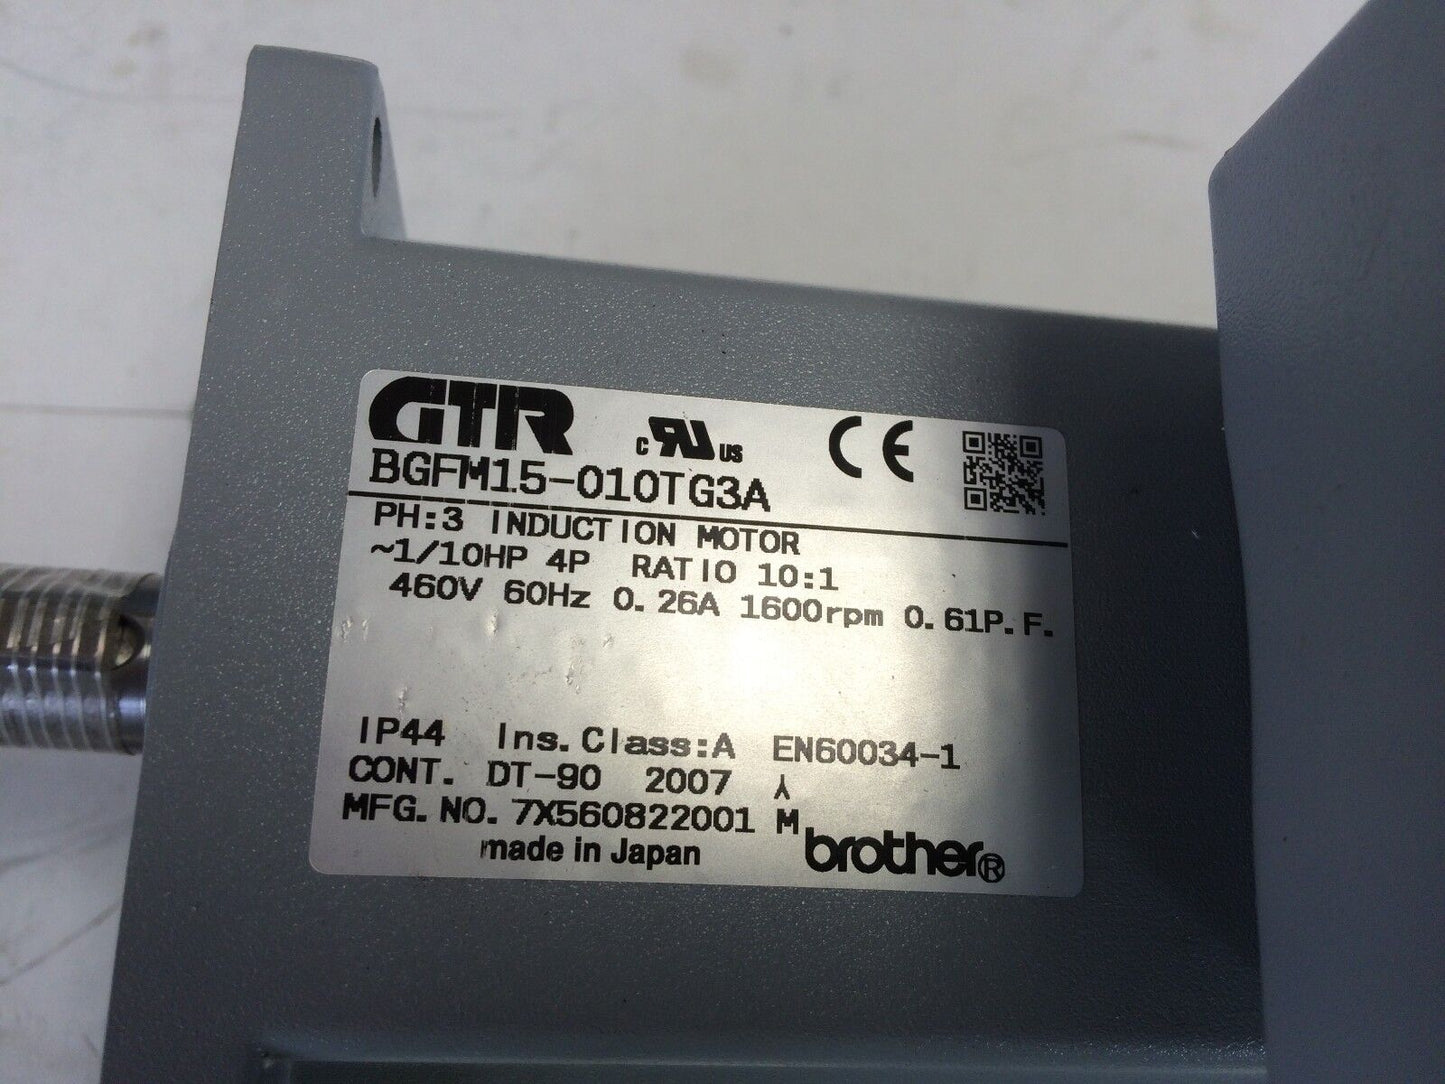 GTR
c RU US
CE
BGFM15-010TG3A
PH:3 INDUCTION MOTOR
~1/10HP 4P RATIO 10:1
460V 60Hz 0.26A 1600rpm 0.61P.F.
IP44 Ins.Class:A EN60034-1
CONT. DT-90 2007 人
MFG.NO.7X560822001 M
made in Japan
brother®